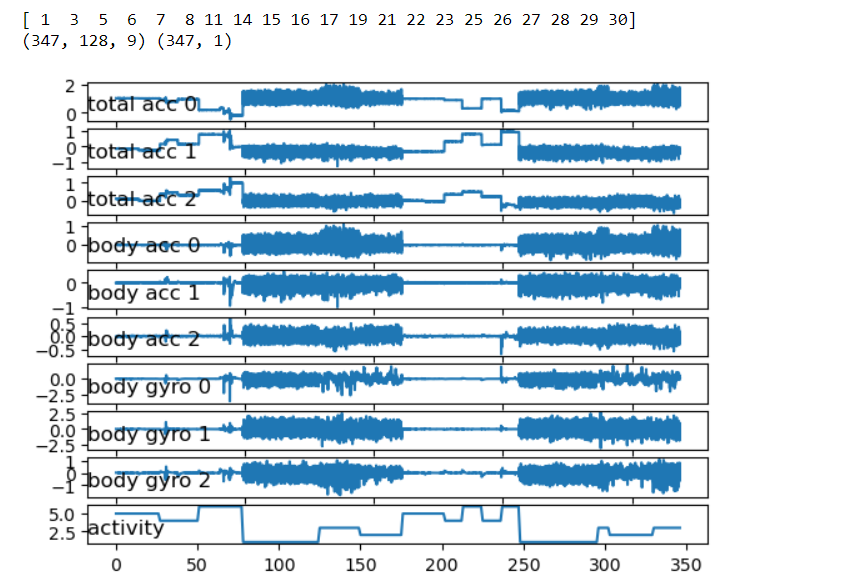 [ 1 3 5 6 7 8 11 14 15 16 17 19 21 22 23 25 26 27 28 29 30]
(347, 128, 9) (347, 1)
2
0
total acc 0
1
0
−1
total acc 1
1
0
total acc 2
1
0
body acc 0
0
−1
body acc 1
0.5
0.0
−0.5
body acc 2
0.0
−2.5
body gyro 0
2.5
0.0
−2.5
body gyro 1
1
0
−1
body gyro 2
5.0
2.5
activity
0 50 100 150 200 250 300 350